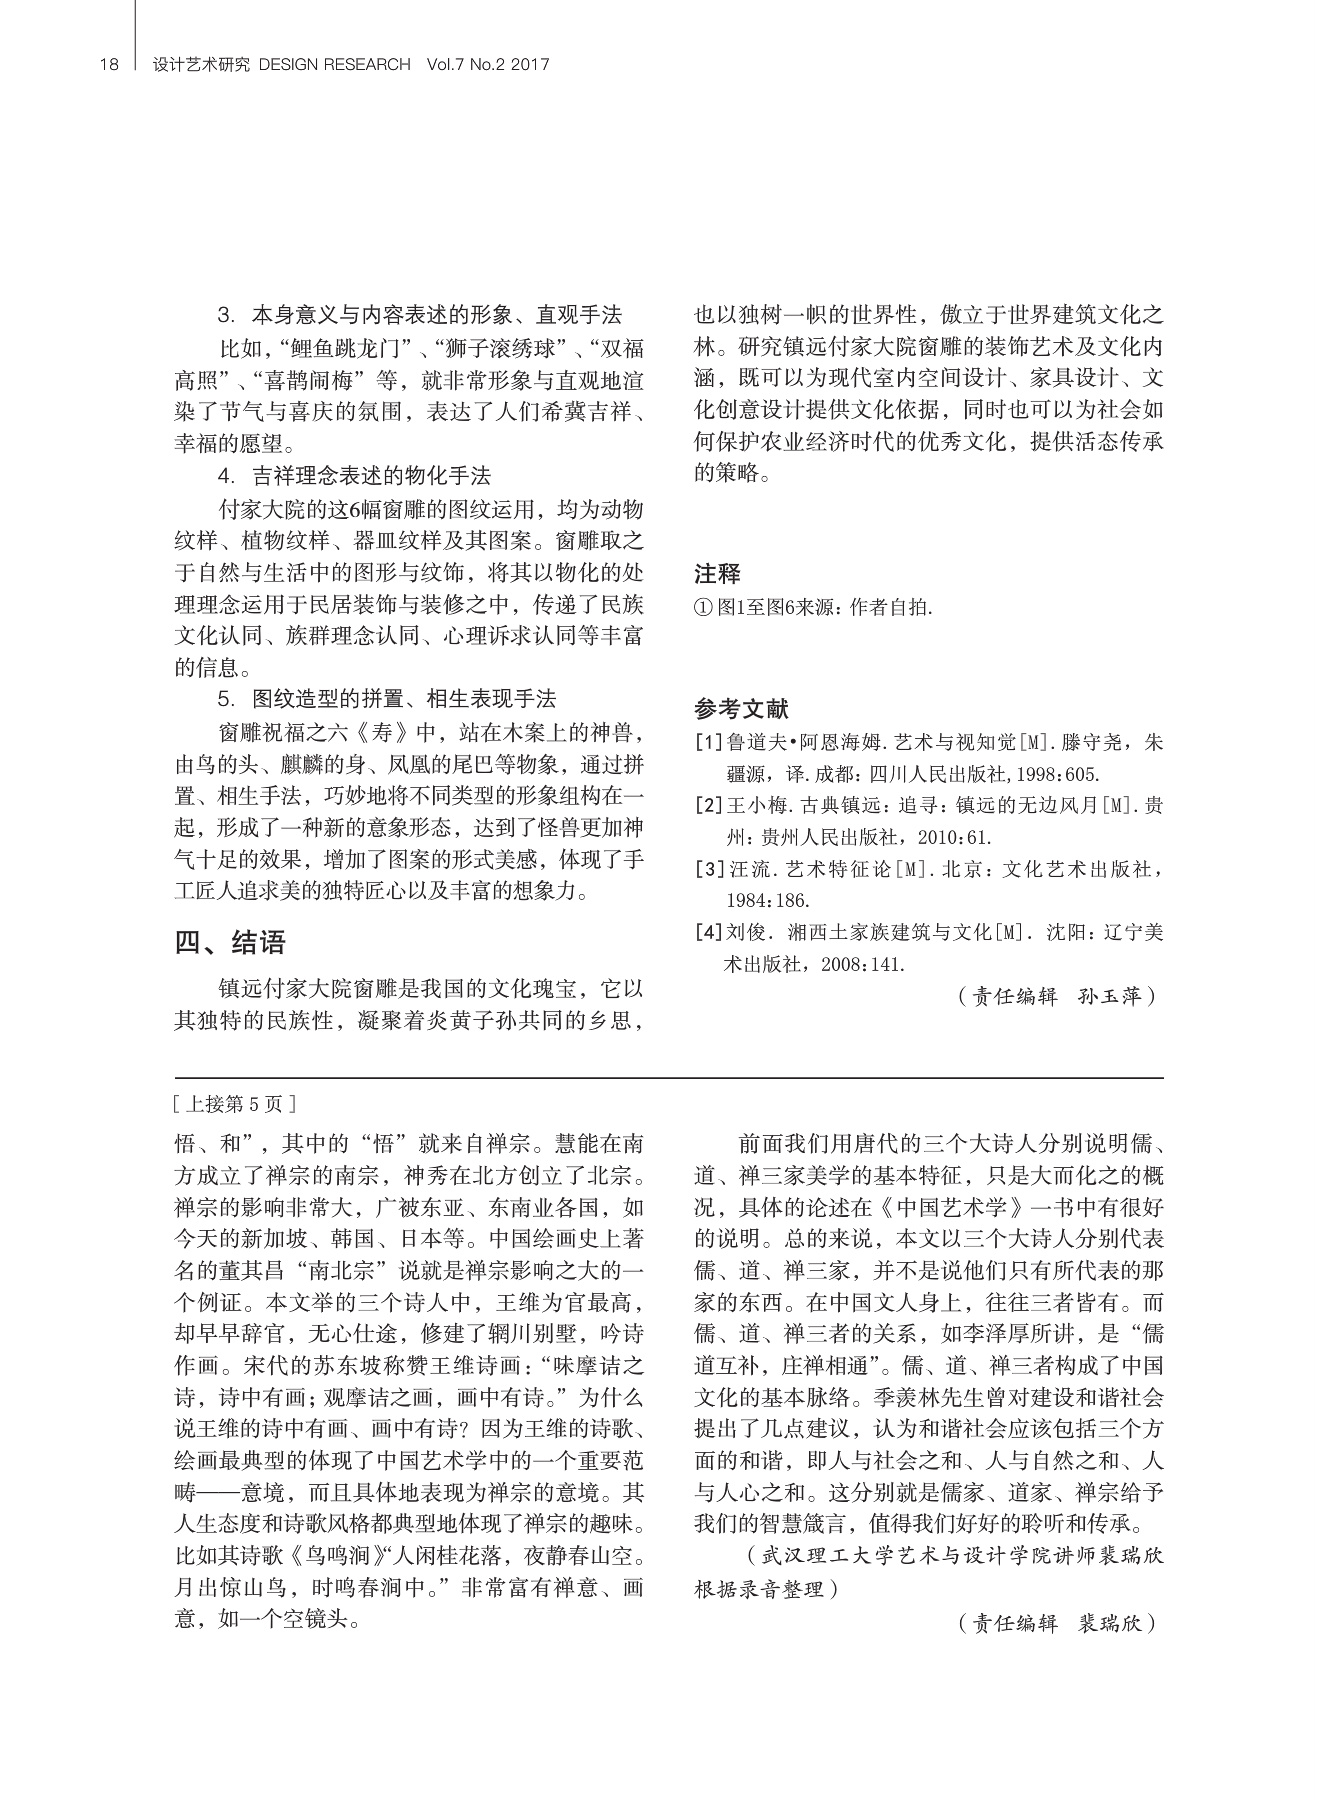 18 设计艺术研究 DESIGN RESEARCH Vol.7 No.2 2017
3. 本身意义与内容表述的形象、直观手法
比如，“鲤鱼跳龙门”、“狮子滚绣球”、“双福
高照”、“喜鹊闹梅”等，就非常形象与直观地渲
染了节气与喜庆的氛围，表达了人们希冀吉祥、
幸福的愿望。
4. 吉祥理念表述的物化手法
付家大院的这6幅窗雕的图纹运用，均为动物
纹样、植物纹样、器皿纹样及其图案。窗雕取之
于自然与生活中的图形与纹饰，将其以物化的处
理理念运用于民居装饰与装修之中，传递了民族
文化认同、族群理念认同、心理诉求认同等丰富
的信息。
5. 图纹造型的拼置、相生表现手法
窗雕祝福之六《寿》中，站在木案上的神兽，
由鸟的头、麒麟的身、凤凰的尾巴等物象，通过拼
置、相生手法，巧妙地将不同类型的形象组构在一
起，形成了一种新的意象形态，达到了怪兽更加神
气十足的效果，增加了图案的形式美感，体现了手
工匠人追求美的独特匠心以及丰富的想象力。
四、结语
镇远付家大院窗雕是我国的文化瑰宝，它以
其独特的民族性，凝聚着炎黄子孙共同的乡思，
也以独树一帜的世界性，傲立于世界建筑文化之
林。研究镇远付家大院窗雕的装饰艺术及文化内
涵，既可以为现代室内空间设计、家具设计、文
化创意设计提供文化依据，同时也可以为社会如
何保护农业经济时代的优秀文化，提供活态传承
的策略。
注释
①图1至图6来源：作者自拍.
参考文献
[1]鲁道夫•阿恩海姆.艺术与视知觉[M].滕守尧，朱
疆源，译.成都：四川人民出版社,1998:605.
[2]王小梅.古典镇远：追寻：镇远的无边风月[M].贵
州：贵州人民出版社，2010:61.
[3]汪流.艺术特征论[M].北京：文化艺术出版社，
1984:186.
[4]刘俊．湘西土家族建筑与文化[M]．沈阳：辽宁美
术出版社，2008:141.
（责任编辑 孙玉萍）
[ 上接第 5 页 ]
悟、和”，其中的“悟”就来自禅宗。慧能在南
方成立了禅宗的南宗，神秀在北方创立了北宗。
禅宗的影响非常大，广被东亚、东南业各国，如
今天的新加坡、韩国、日本等。中国绘画史上著
名的董其昌“南北宗”说就是禅宗影响之大的一
个例证。本文举的三个诗人中，王维为官最高，
却早早辞官，无心仕途，修建了辋川别墅，吟诗
作画。宋代的苏东坡称赞王维诗画：“味摩诘之
诗，诗中有画；观摩诘之画，画中有诗。”为什么
说王维的诗中有画、画中有诗？因为王维的诗歌、
绘画最典型的体现了中国艺术学中的一个重要范
畴——意境，而且具体地表现为禅宗的意境。其
人生态度和诗歌风格都典型地体现了禅宗的趣味。
比如其诗歌《鸟鸣涧》“人闲桂花落，夜静春山空。
月出惊山鸟，时鸣春涧中。”非常富有禅意、画
意，如一个空镜头。
前面我们用唐代的三个大诗人分别说明儒、
道、禅三家美学的基本特征，只是大而化之的概
况，具体的论述在《中国艺术学》一书中有很好
的说明。总的来说，本文以三个大诗人分别代表
儒、道、禅三家，并不是说他们只有所代表的那
家的东西。在中国文人身上，往往三者皆有。而
儒、道、禅三者的关系，如李泽厚所讲，是“儒
道互补，庄禅相通”。儒、道、禅三者构成了中国
文化的基本脉络。季羡林先生曾对建设和谐社会
提出了几点建议，认为和谐社会应该包括三个方
面的和谐，即人与社会之和、人与自然之和、人
与人心之和。这分别就是儒家、道家、禅宗给予
我们的智慧箴言，值得我们好好的聆听和传承。
（武汉理工大学艺术与设计学院讲师裴瑞欣
根据录音整理）
（责任编辑 裴瑞欣）